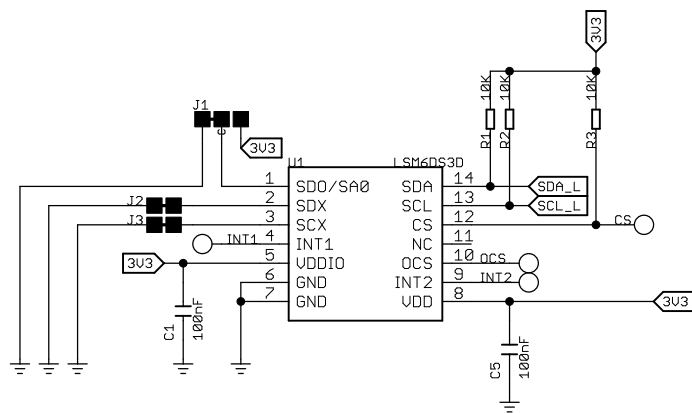 3V3
10K
10K
10K
J1
C
3V3
R1
R2
R3
U1
LSM6DS3D
1
SDO/SA0
SDA
14
SDA_L
J2
2
SDX
SCL
13
SCL_L
J3
3
SCX
CS
12
CS
INT1
4
INT1
NC
11
3V3
5
VDDIO
OCS
10
OCS
6
GND
INT2
9
INT2
7
GND
VDD
8
3V3
C1
100nF
C5
100nF